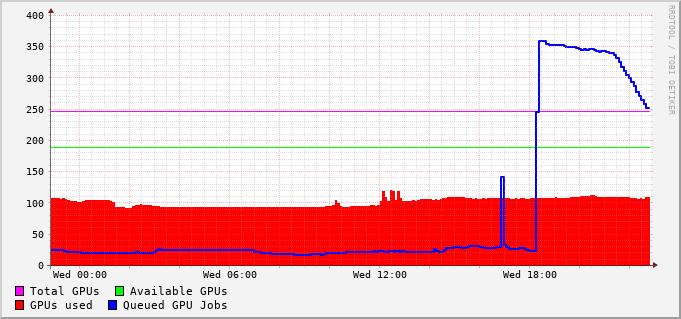 400
350
300
250
200
150
100
50
0
Wed 00:00 Wed 06:00 Wed 12:00 Wed 18:00
Total GPUs Available GPUs
GPUs used Queued GPU Jobs
RRDTOOL / TOBI OETIKER